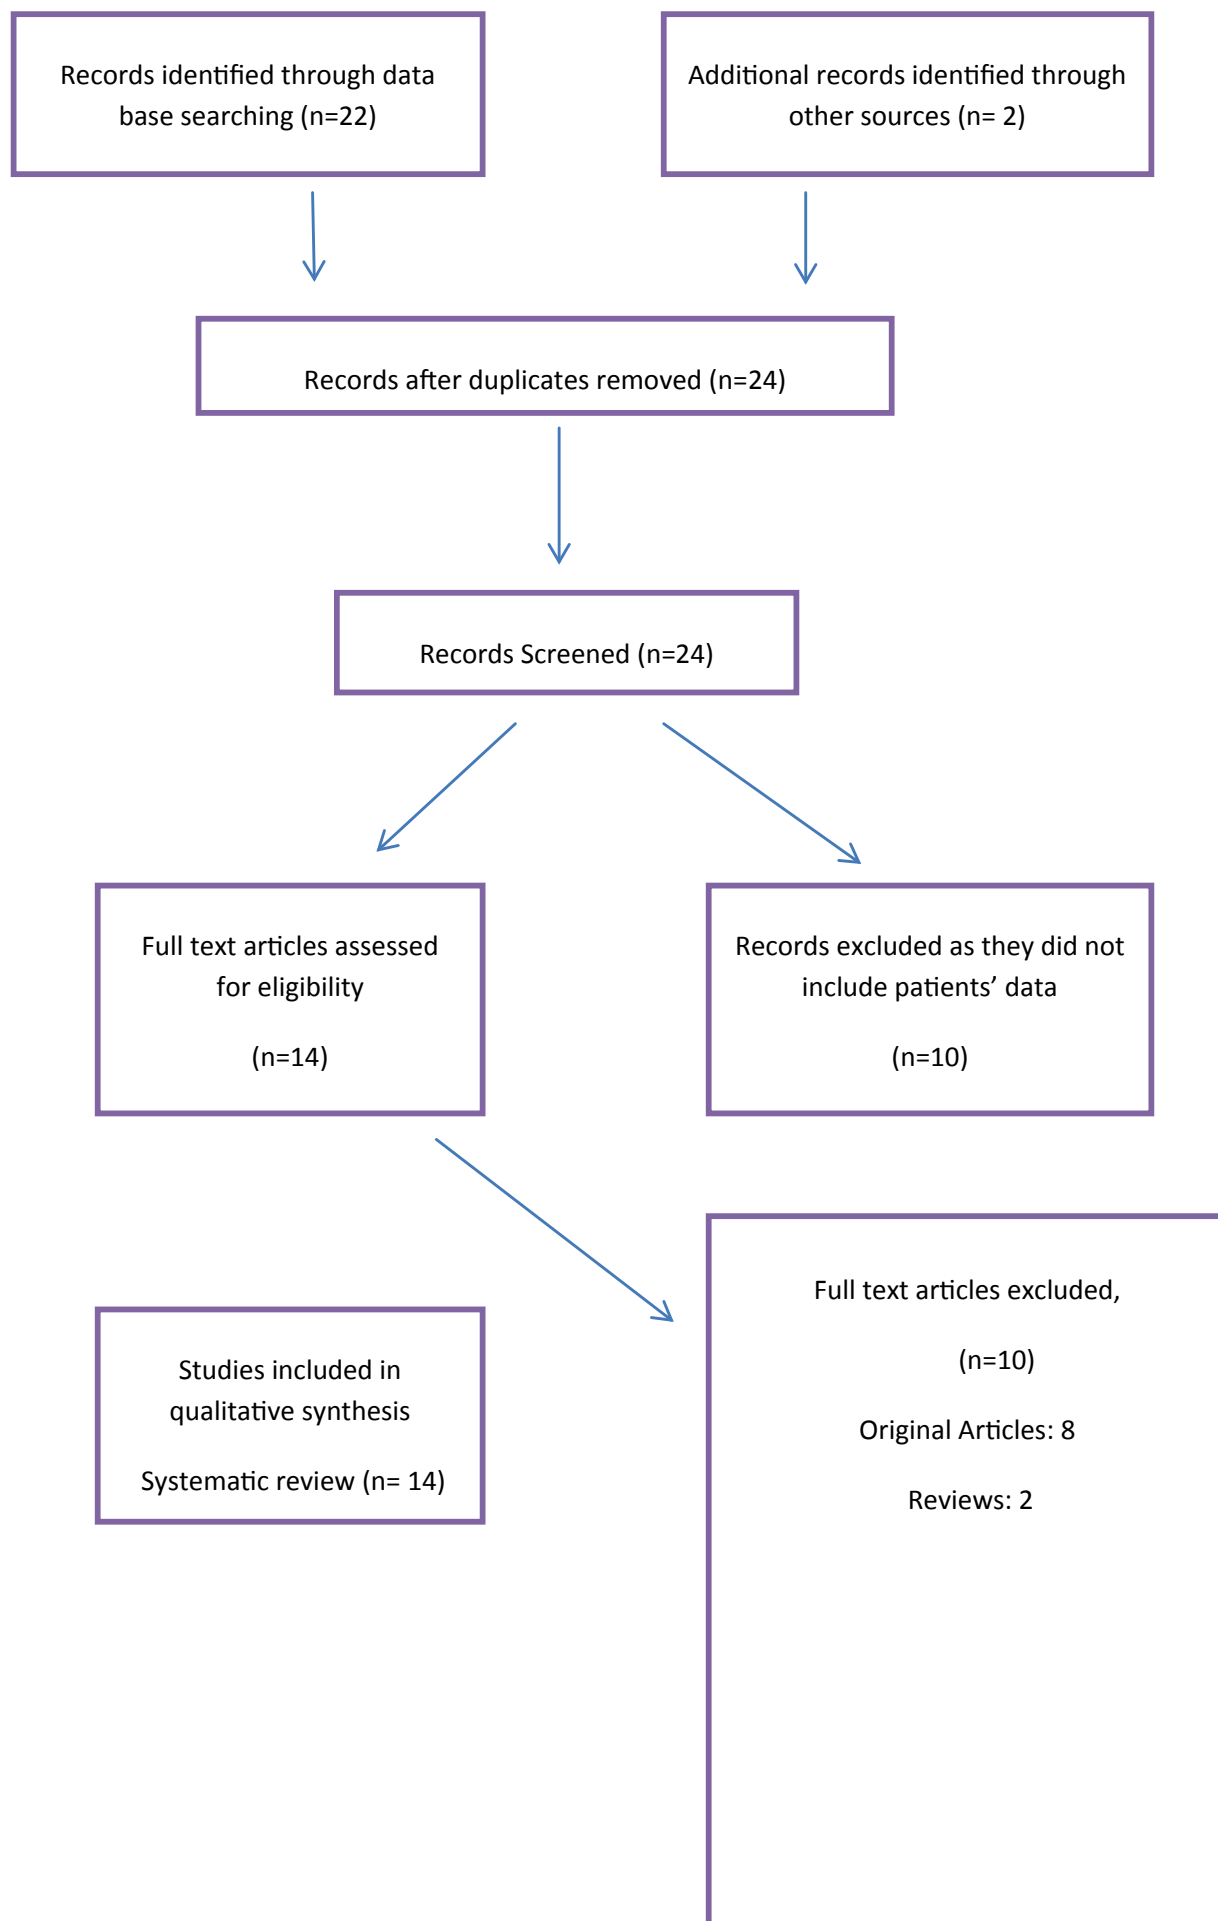 Records identified through data
base searching (n=22)
Additional records identified through
other sources (n= 2)
Records after duplicates removed (n=24)
Records Screened (n=24)
Full text articles assessed
for eligibility
(n=14)
Records excluded as they did not
include patients’ data
(n=10)
Studies included in
qualitative synthesis
Systematic review (n= 14)
Full text articles excluded,
(n=10)
Original Articles: 8
Reviews: 2